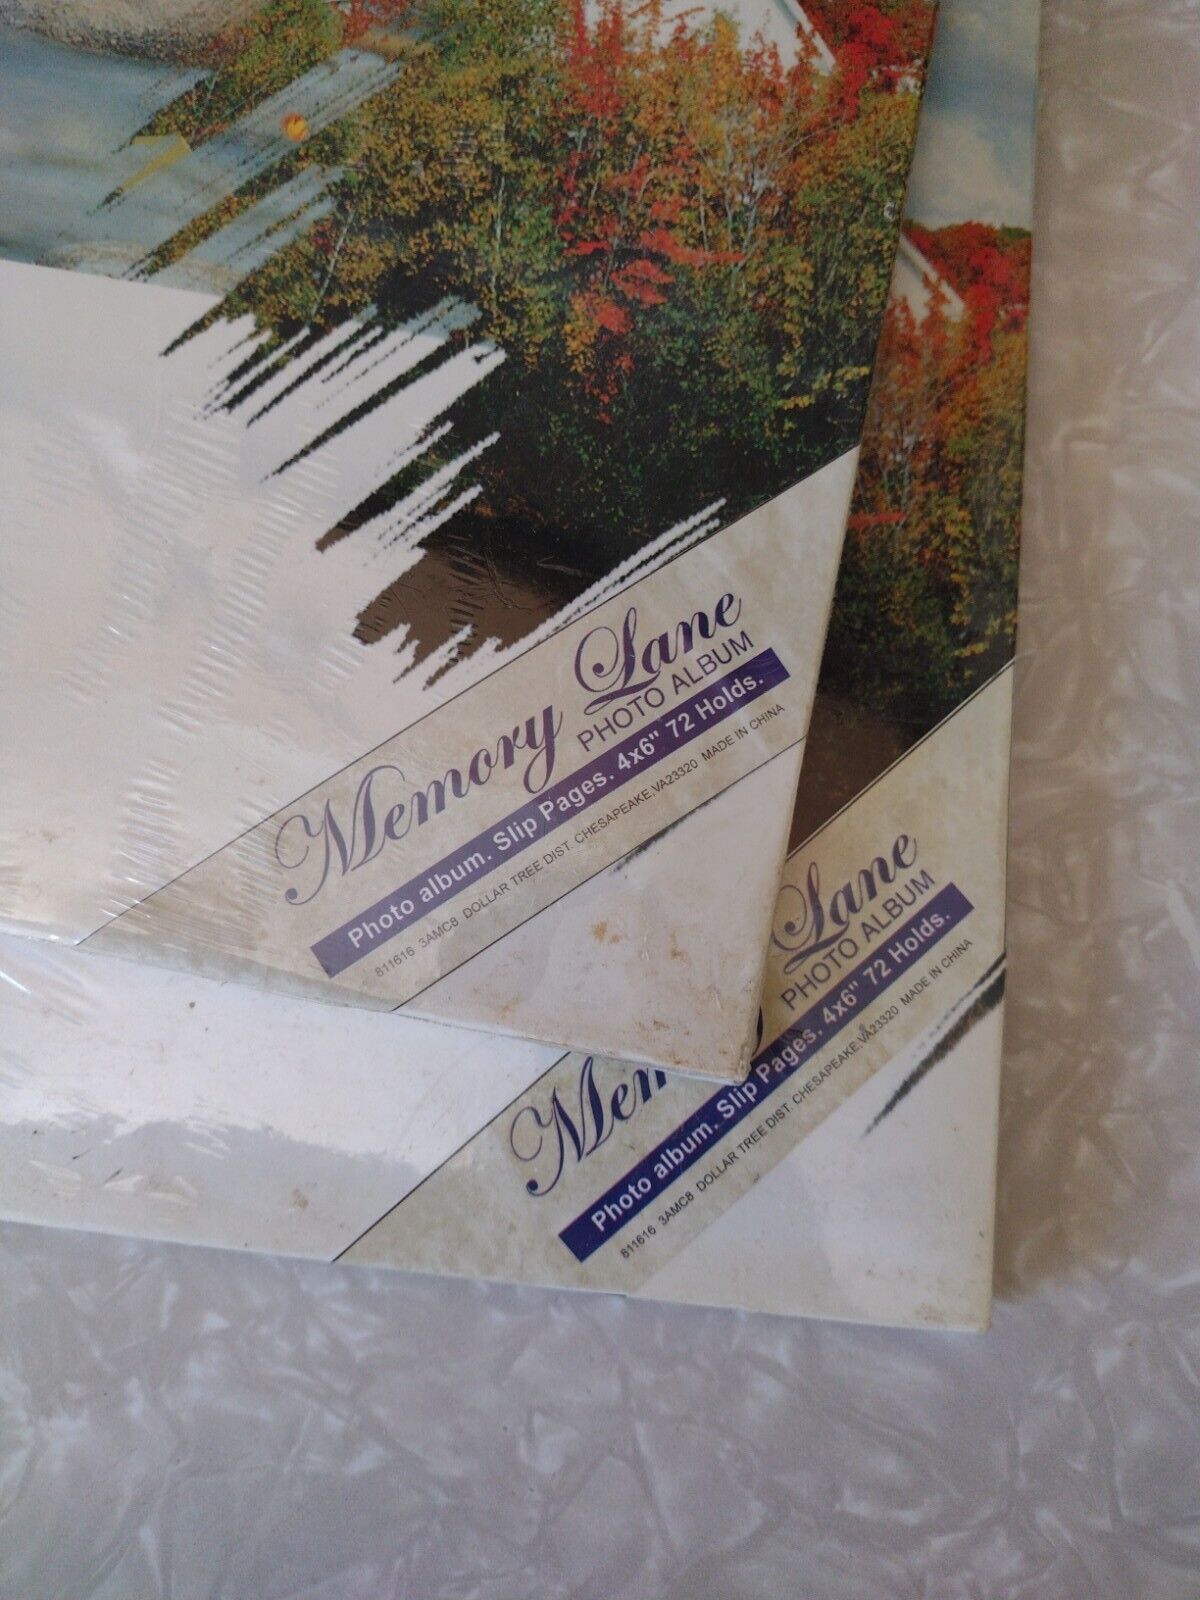 Memory Lane
PHOTO ALBUM
Photo album. Slip Pages. 4x6" 72 Holds.
811616 3AMC8 DOLLAR TREE DIST. CHESAPEAKE,VA23320 MADE IN CHINA
Mem Lane
PHOTO ALBUM
Photo album. Slip Pages. 4x6" 72 Holds.
811616 3AMC8 DOLLAR TREE DIST. CHESAPEAKE,VA23320 MADE IN CHINA